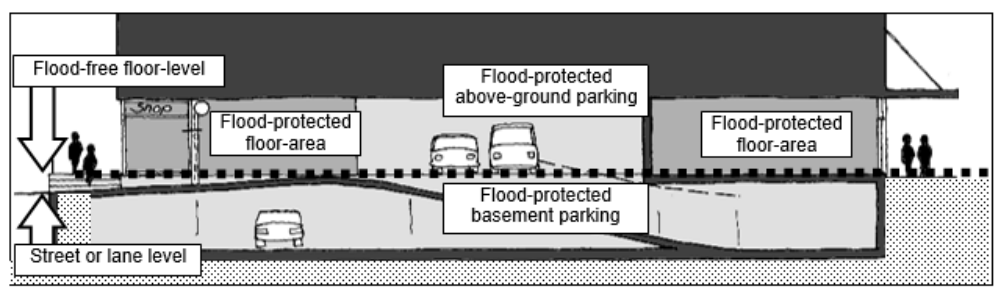 Flood-free floor-level
Flood-protected
above-ground parking
Snop
Flood-protected
floor-area
Flood-protected
floor-area
Flood-protected
basement parking
Street or lane level